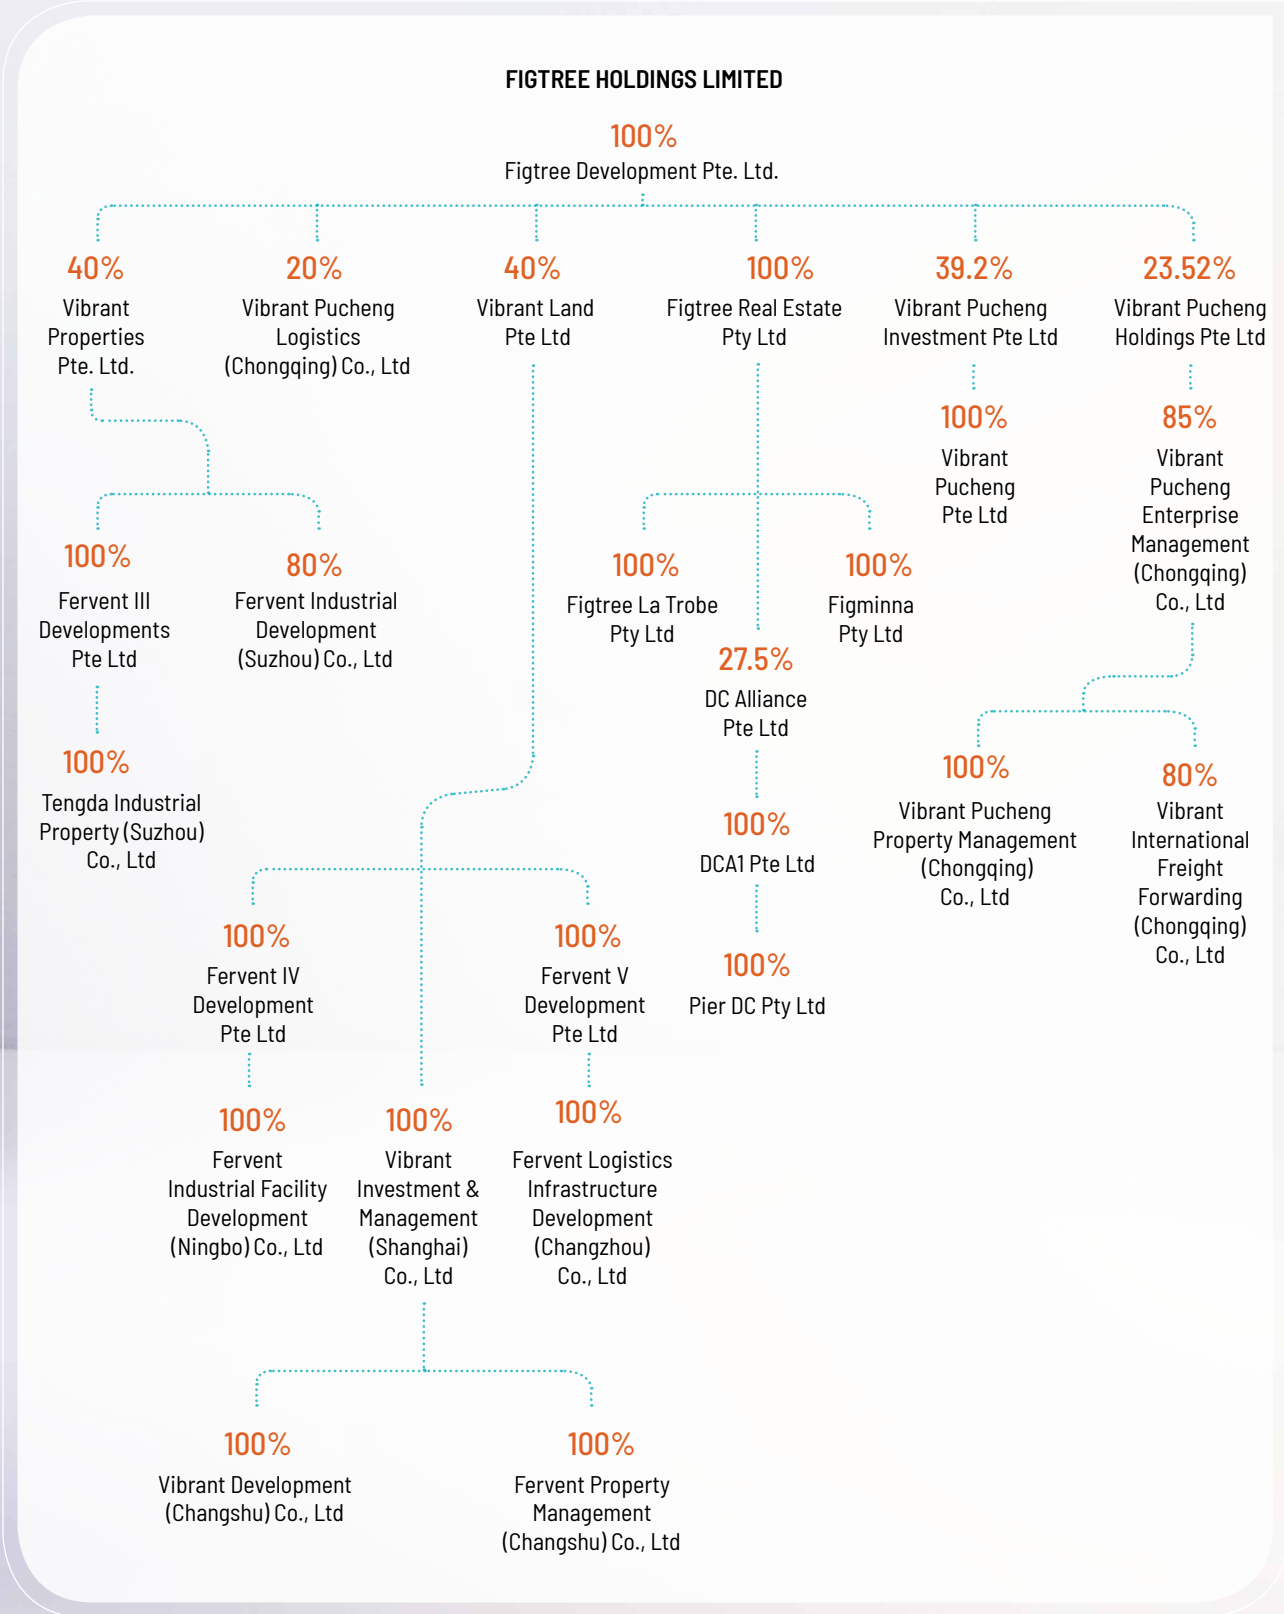 FIGTREE HOLDINGS LIMITED
100%
Figtree Development Pte. Ltd.
40%
Vibrant
Properties
Pte. Ltd.
20%
Vibrant Pucheng
Logistics
(Chongqing) Co., Ltd
40%
Vibrant Land
Pte Ltd
100%
Figtree Real Estate
Pty Ltd
39.2%
Vibrant Pucheng
Investment Pte Ltd
23.52%
Vibrant Pucheng
Holdings Pte Ltd
100%
Vibrant
Pucheng
Pte Ltd
85%
Vibrant
Pucheng
Enterprise
Management
(Chongqing)
Co., Ltd
100%
Fervent III
Developments
Pte Ltd
80%
Fervent Industrial
Development
(Suzhou) Co., Ltd
100%
Figtree La Trobe
Pty Ltd
100%
Figminna
Pty Ltd
27.5%
DC Alliance
Pte Ltd
100%
Tengda Industrial
Property (Suzhou)
Co., Ltd
100%
DCA1 Pte Ltd
100%
Vibrant Pucheng
Property Management
(Chongqing)
Co., Ltd
80%
Vibrant
International
Freight
Forwarding
(Chongqing)
Co., Ltd
100%
Fervent IV
Development
Pte Ltd
100%
Fervent V
Development
Pte Ltd
100%
Pier DC Pty Ltd
100%
Fervent
Industrial Facility
Development
(Ningbo) Co., Ltd
100%
Vibrant
Investment &
Management
(Shanghai)
Co., Ltd
100%
Fervent Logistics
Infrastructure
Development
(Changzhou)
Co., Ltd
100%
Vibrant Development
(Changshu) Co., Ltd
100%
Fervent Property
Management
(Changshu) Co., Ltd